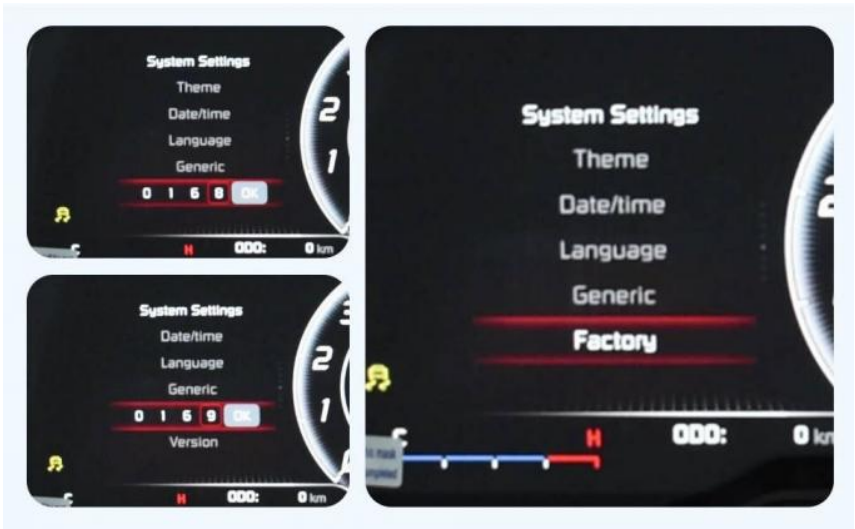 System Settings
Theme
Date/time
Language
Generic
0 1 6 8 OK
2
1
C H ODO: 0 km
System Settings
Date/time
Language
Generic
0 1 6 9 OK
Version
3
2
1
C H ODO: 0 km
System Settings
Theme
Date/time
Language
Generic
Factory
2
C H ODO: 0 km